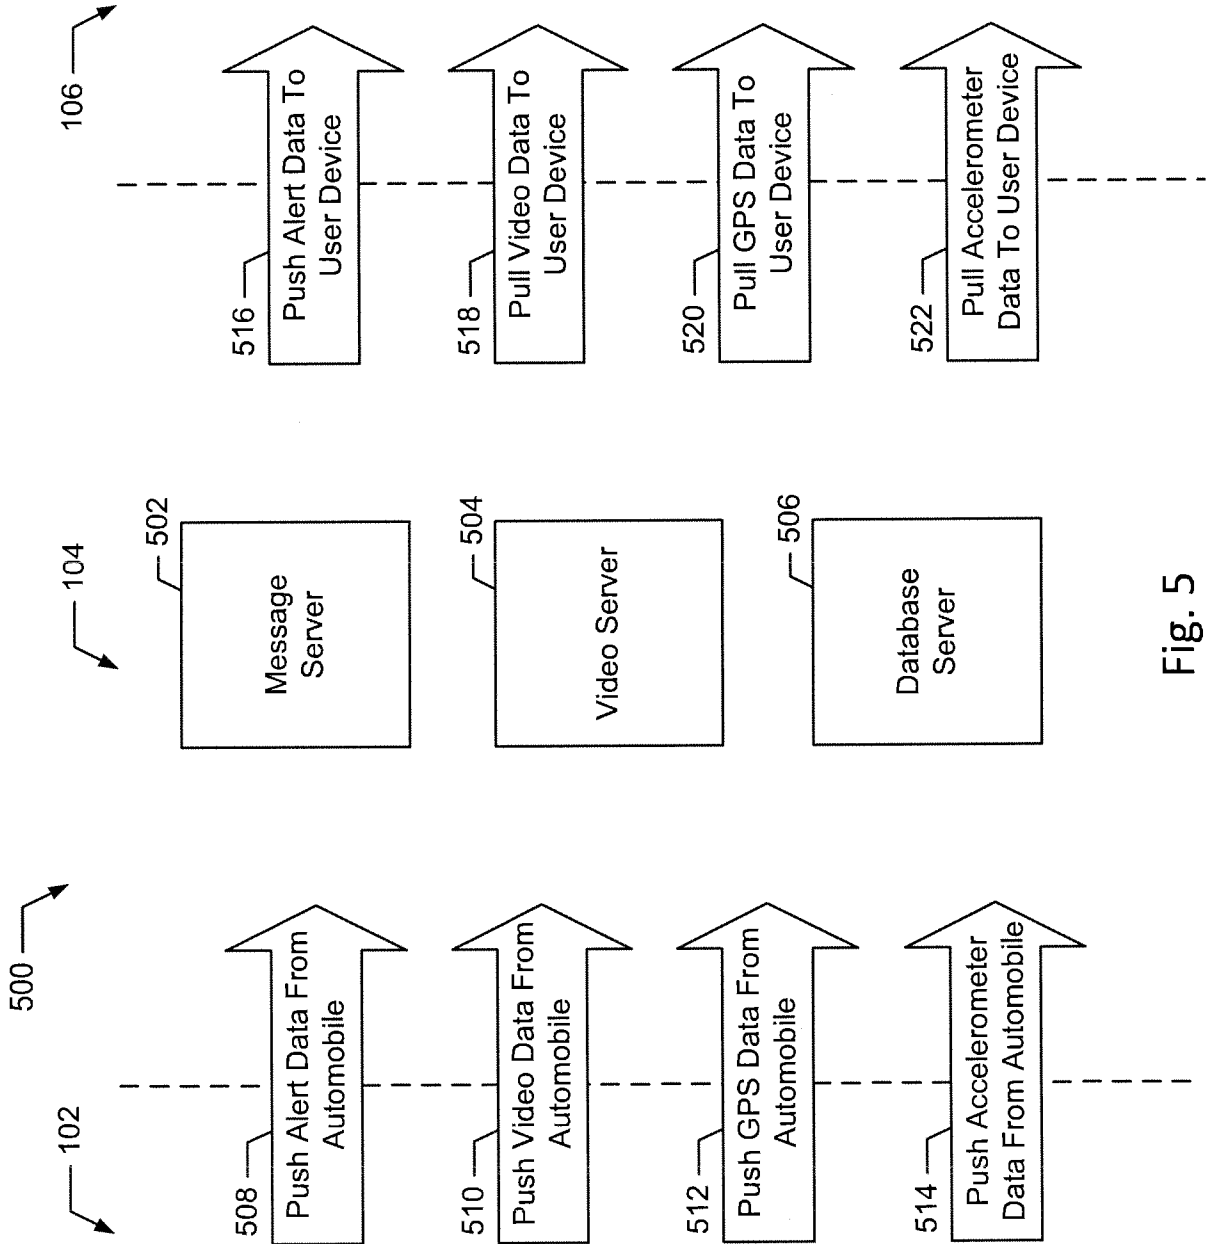 500
102
104
106
508
Push Alert Data From
Automobile
510
Push Video Data From
Automobile
512
Push GPS Data From
Automobile
514
Push Accelerometer
Data From Automobile
502
Message
Server
504
Video Server
506
Database
Server
516
Push Alert Data To
User Device
518
Pull Video Data To
User Device
520
Pull GPS Data To
User Device
522
Pull Accelerometer
Data To User Device
Fig. 5